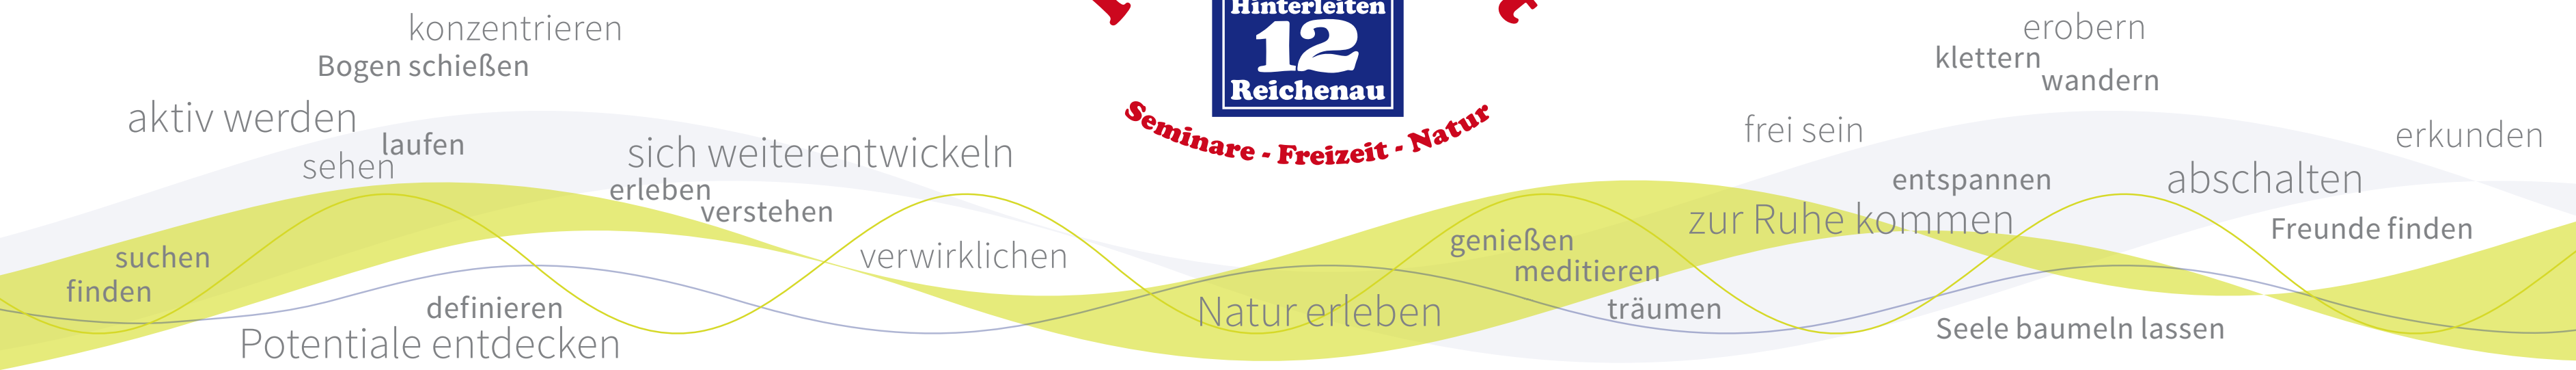 konzentrieren
Bogen schießen
aktiv werden
laufen
sehen
suchen
finden
definieren
Potentiale entdecken
sich weiterentwickeln
erleben
verstehen
verwirklichen
Hinterleiten
12
Reichenau
Seminare - Freizeit - Natur
Natur erleben
genießen
meditieren
träumen
erobern
klettern
wandern
frei sein
erkunden
entspannen
abschalten
zur Ruhe kommen
Freunde finden
Seele baumeln lassen